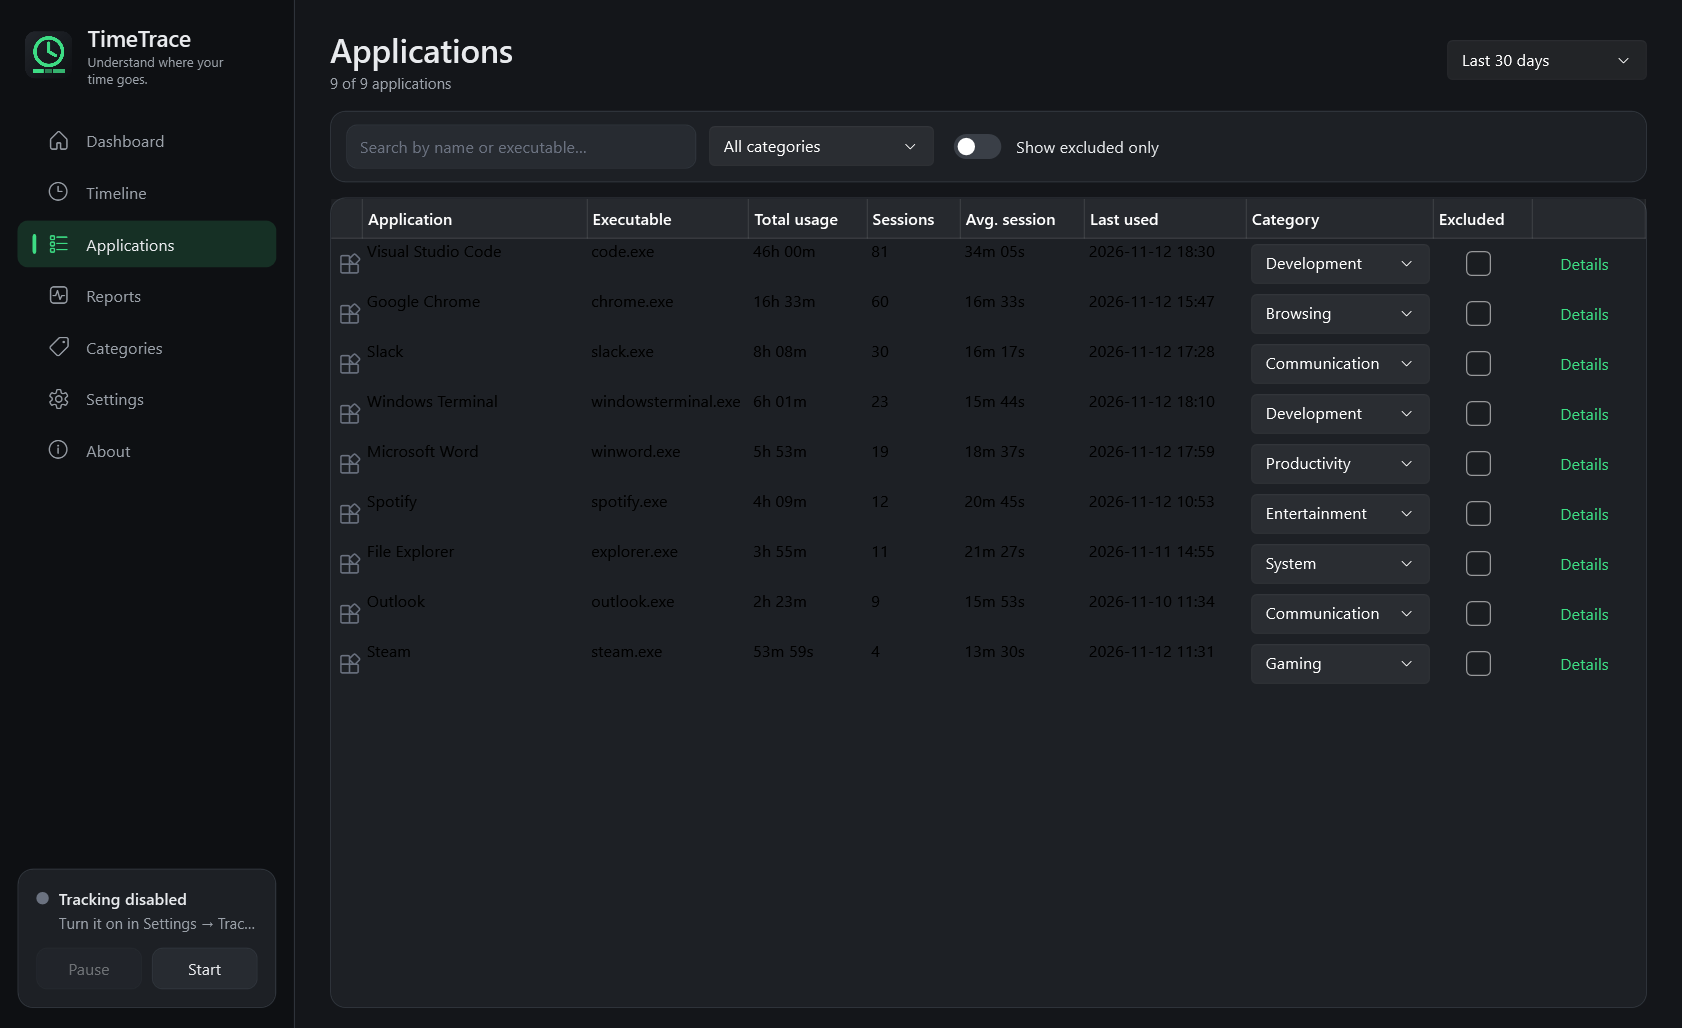 TimeTrace
Understand where your
time goes.
Dashboard
Timeline
Applications
Reports
Categories
Settings
About
Tracking disabled
Turn it on in Settings → Trac...
Pause
Start
Applications
9 of 9 applications
Last 30 days
Search by name or executable...
All categories
Show excluded only
Application Executable Total usage Sessions Avg. session Last used Category Excluded
Visual Studio Code code.exe 46h 00m 81 34m 05s 2026-11-12 18:30 Development Details
Google Chrome chrome.exe 16h 33m 60 16m 33s 2026-11-12 15:47 Browsing Details
Slack slack.exe 8h 08m 30 16m 17s 2026-11-12 17:28 Communication Details
Windows Terminal windowsterminal.exe 6h 01m 23 15m 44s 2026-11-12 18:10 Development Details
Microsoft Word winword.exe 5h 53m 19 18m 37s 2026-11-12 17:59 Productivity Details
Spotify spotify.exe 4h 09m 12 20m 45s 2026-11-12 10:53 Entertainment Details
File Explorer explorer.exe 3h 55m 11 21m 27s 2026-11-11 14:55 System Details
Outlook outlook.exe 2h 23m 9 15m 53s 2026-11-10 11:34 Communication Details
Steam steam.exe 53m 59s 4 13m 30s 2026-11-12 11:31 Gaming Details